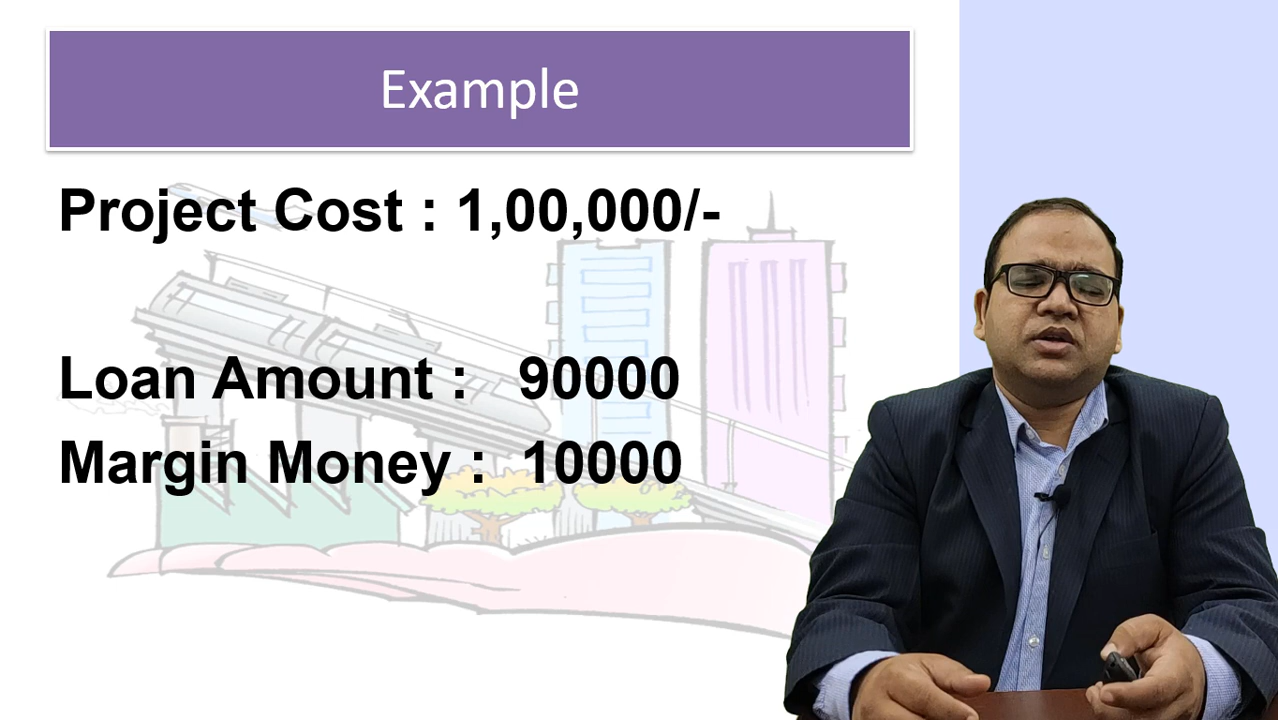 Example
Project Cost : 1,00,000/-
Loan Amount : 90000
Margin Money : 10000